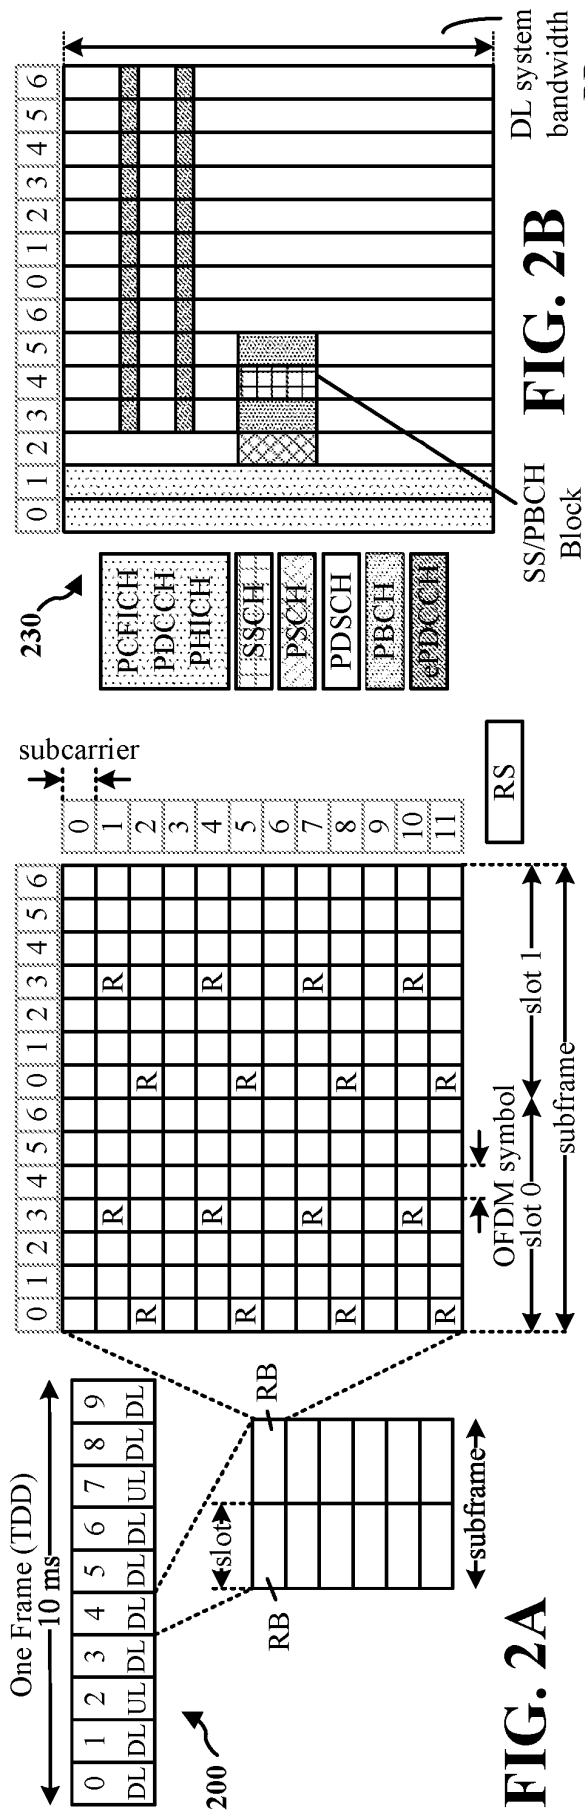 One Frame (TDD)
10 ms
0 1 2 3 4 5 6 7 8 9
DL DL UL DL DL DL DL UL DL DL
200
slot
RB
RB
subframe
FIG. 2A
0 1 2 3 4 5 6 0 1 2 3 4 5 6
subcarrier
0
R R 1
R R 2
3
R R 4
R R 5
6
R R 7
R R 8
9
R R 10
R R 11
RS
OFDM symbol
slot 0 slot 1
subframe
230
PCFICH
PDCCH
PHICH
SSCH
PSCH
PDSCH
PBCH
ePDCCH
0 1 2 3 4 5 6 0 1 2 3 4 5 6
SS/PBCH
Block
DL system
bandwidth
FIG. 2B